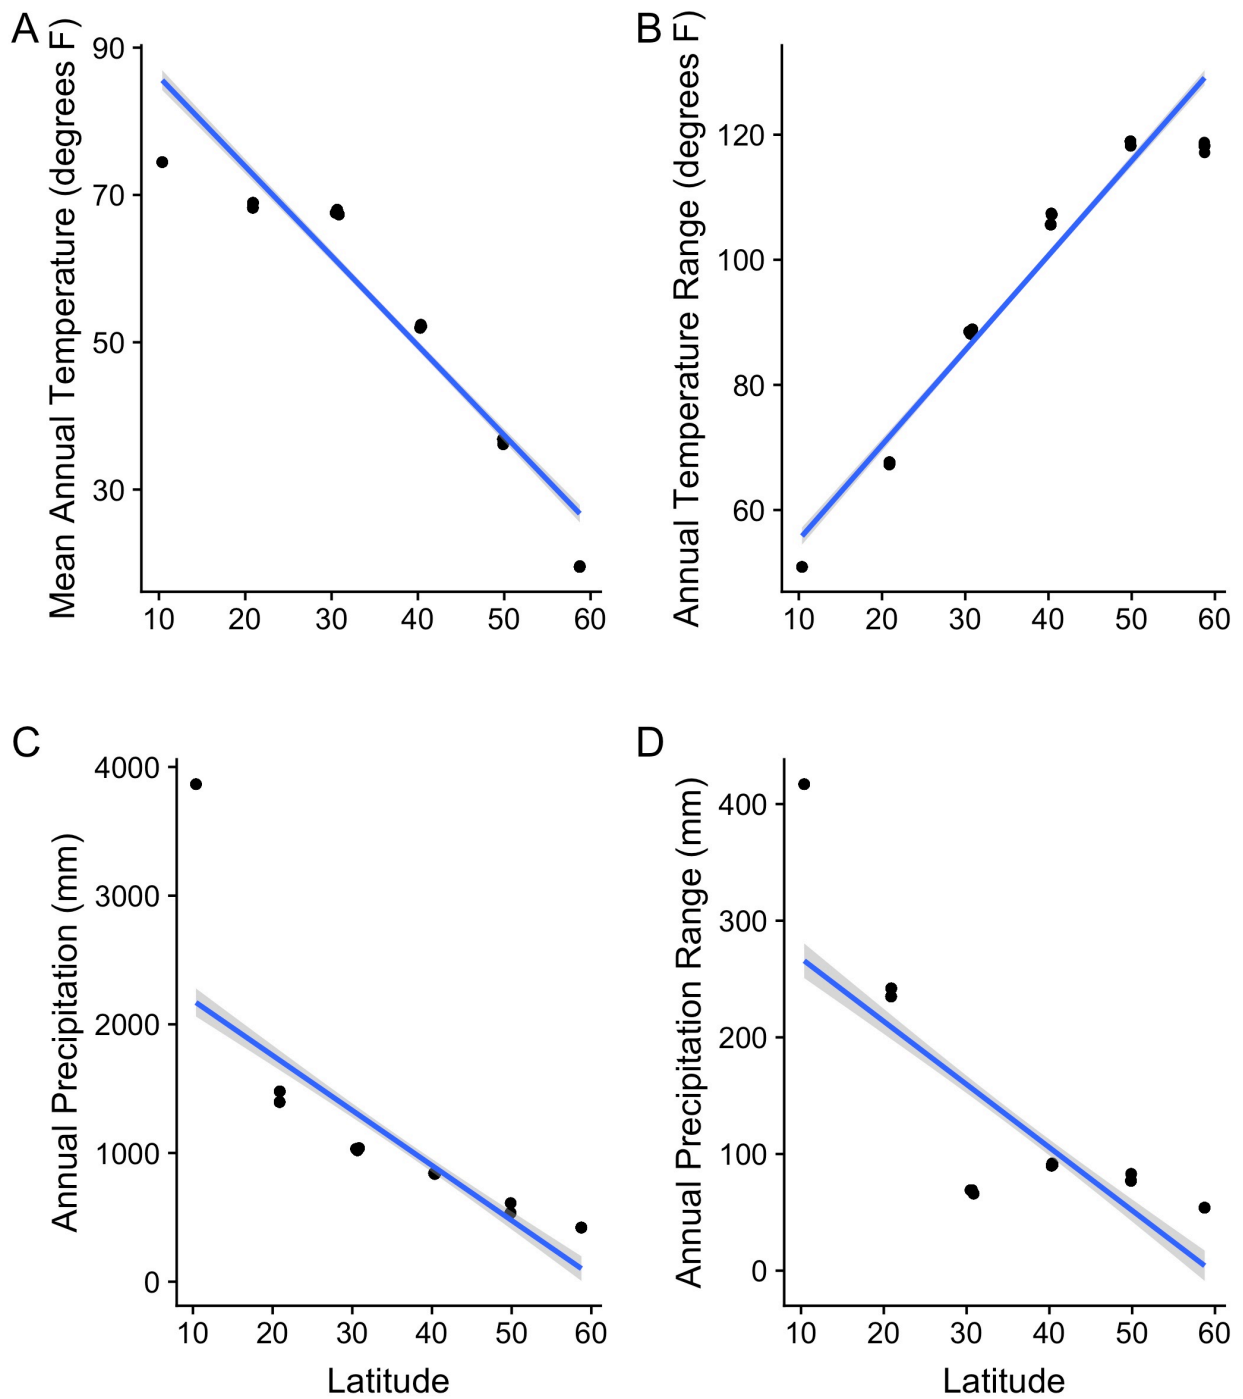 A
Mean Annual Temperature (degrees F)
90
70
50
30
10 20 30 40 50 60
B
Annual Temperature Range (degrees F)
120
100
80
60
10 20 30 40 50 60
C
Annual Precipitation (mm)
4000
3000
2000
1000
0
10 20 30 40 50 60
Latitude
D
Annual Precipitation Range (mm)
400
300
200
100
0
10 20 30 40 50 60
Latitude